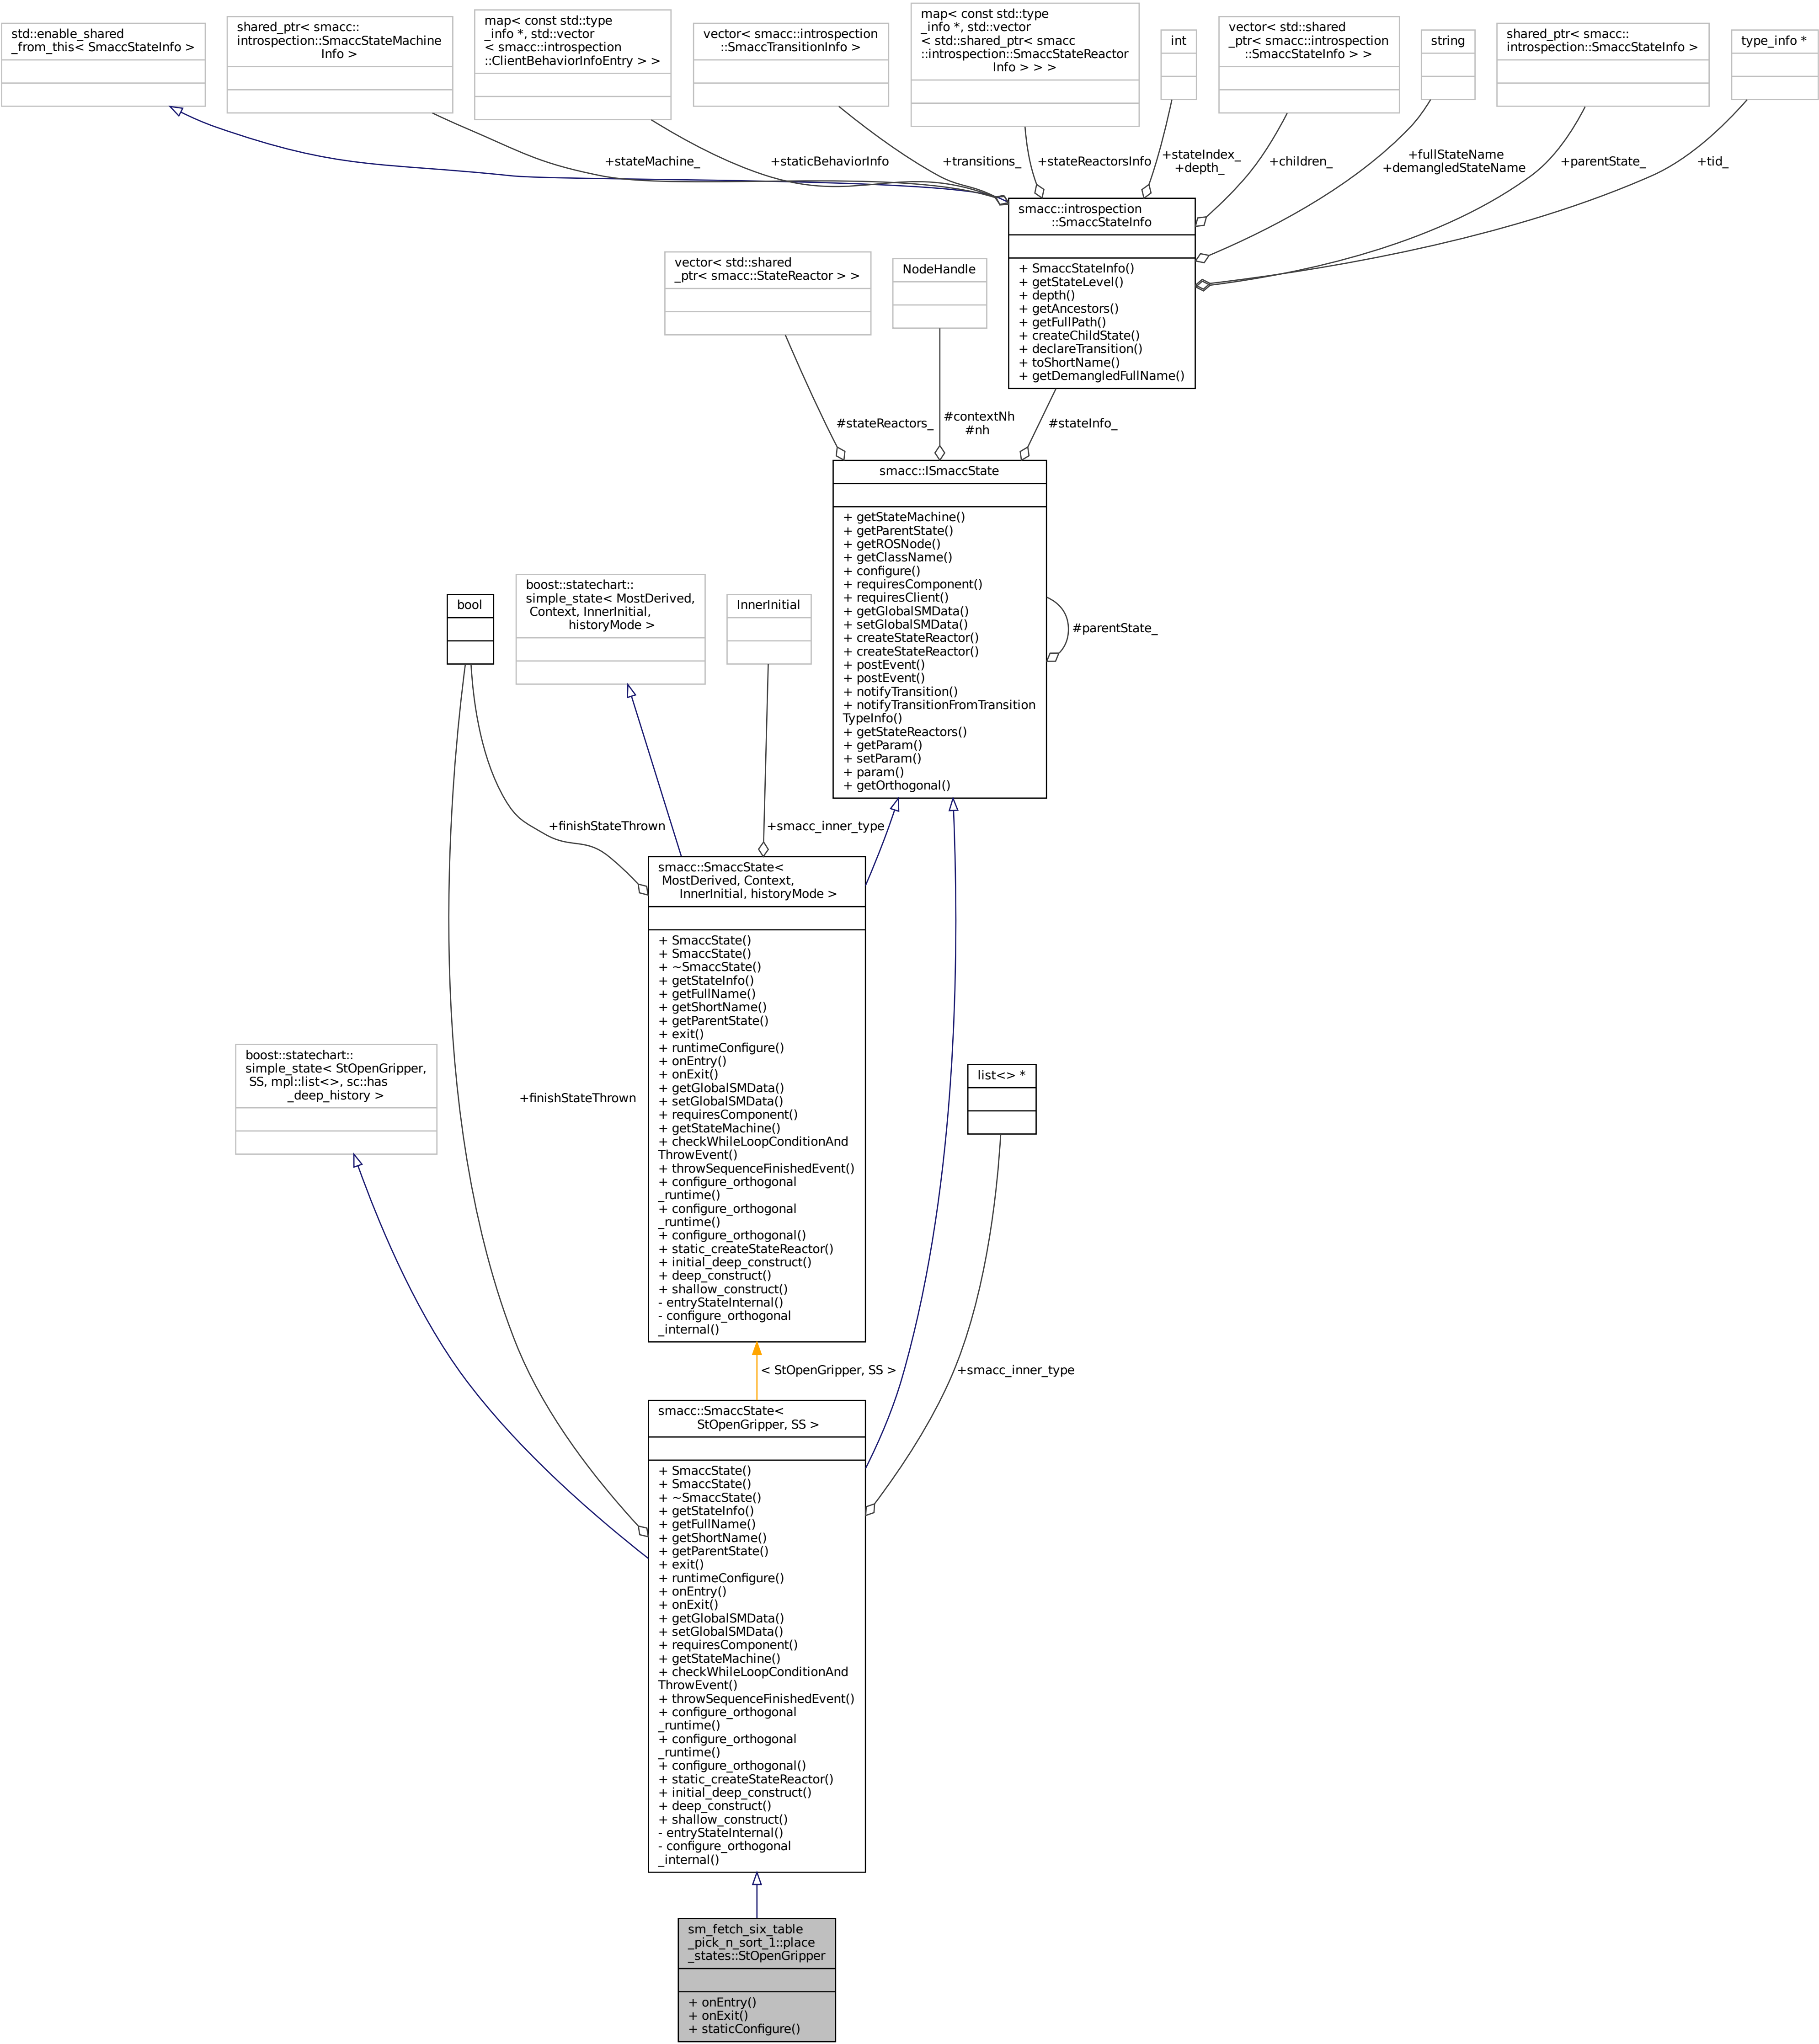 std::enable_shared
_from_this< SmaccStateInfo >
shared_ptr< smacc::
introspection::SmaccStateMachine
Info >
map< const std::type
_info *, std::vector
< smacc::introspection
::ClientBehaviorInfoEntry > >
vector< smacc::introspection
::SmaccTransitionInfo >
map< const std::type
_info *, std::vector
< std::shared_ptr< smacc
::introspection::SmaccStateReactor
Info > > >
int
vector< std::shared
_ptr< smacc::introspection
::SmaccStateInfo > >
string
shared_ptr< smacc::
introspection::SmaccStateInfo >
type_info *
+stateMachine_
+staticBehaviorInfo
+transitions_
+stateReactorsInfo
+stateIndex_
+depth_
+children_
+fullStateName
+demangledStateName
+parentState_
+tid_
smacc::introspection
::SmaccStateInfo
+ SmaccStateInfo()
+ getStateLevel()
+ depth()
+ getAncestors()
+ getFullPath()
+ createChildState()
+ declareTransition()
+ toShortName()
+ getDemangledFullName()
vector< std::shared
_ptr< smacc::StateReactor > >
NodeHandle
#stateReactors_
#contextNh
#nh
#stateInfo_
smacc::ISmaccState
+ getStateMachine()
+ getParentState()
+ getROSNode()
+ getClassName()
+ configure()
+ requiresComponent()
+ requiresClient()
+ getGlobalSMData()
+ setGlobalSMData()
+ createStateReactor()
+ createStateReactor()
+ postEvent()
+ postEvent()
+ notifyTransition()
+ notifyTransitionFromTransition
TypeInfo()
+ getStateReactors()
+ getParam()
+ setParam()
+ param()
+ getOrthogonal()
#parentState_
bool
boost::statechart::
simple_state< MostDerived,
Context, InnerInitial,
historyMode >
InnerInitial
+finishStateThrown
+smacc_inner_type
smacc::SmaccState<
MostDerived, Context,
InnerInitial, historyMode >
+ SmaccState()
+ SmaccState()
+ ~SmaccState()
+ getStateInfo()
+ getFullName()
+ getShortName()
+ getParentState()
+ exit()
+ runtimeConfigure()
+ onEntry()
+ onExit()
+ getGlobalSMData()
+ setGlobalSMData()
+ requiresComponent()
+ getStateMachine()
+ checkWhileLoopConditionAnd
ThrowEvent()
+ throwSequenceFinishedEvent()
+ configure_orthogonal
_runtime()
+ configure_orthogonal
_runtime()
+ configure_orthogonal()
+ static_createStateReactor()
+ initial_deep_construct()
+ deep_construct()
+ shallow_construct()
- entryStateInternal()
- configure_orthogonal
_internal()
boost::statechart::
simple_state< StOpenGripper,
SS, mpl::list<>, sc::has
_deep_history >
+finishStateThrown
list<> *
< StOpenGripper, SS >
+smacc_inner_type
smacc::SmaccState<
StOpenGripper, SS >
+ SmaccState()
+ SmaccState()
+ ~SmaccState()
+ getStateInfo()
+ getFullName()
+ getShortName()
+ getParentState()
+ exit()
+ runtimeConfigure()
+ onEntry()
+ onExit()
+ getGlobalSMData()
+ setGlobalSMData()
+ requiresComponent()
+ getStateMachine()
+ checkWhileLoopConditionAnd
ThrowEvent()
+ throwSequenceFinishedEvent()
+ configure_orthogonal
_runtime()
+ configure_orthogonal
_runtime()
+ configure_orthogonal()
+ static_createStateReactor()
+ initial_deep_construct()
+ deep_construct()
+ shallow_construct()
- entryStateInternal()
- configure_orthogonal
_internal()
sm_fetch_six_table
_pick_n_sort_1::place
_states::StOpenGripper
+ onEntry()
+ onExit()
+ staticConfigure()